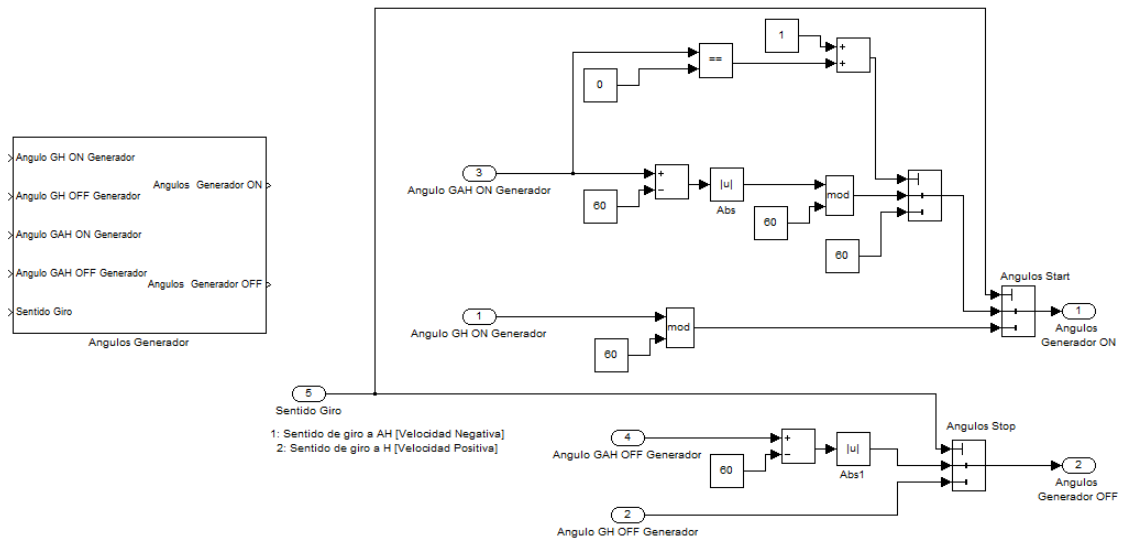 Angulo GH ON Generador
Angulo GH OFF Generador
Angulo GAH ON Generador
Angulo GAH OFF Generador
Sentido Giro
Angulos Generador ON
Angulos Generador OFF
Angulos Generador
1
+
+
==
0
3
Angulo GAH ON Generador
+
−
60
|u|
Abs
mod
60
60
1
Angulo GH ON Generador
mod
60
Angulos Start
1
Angulos
Generador ON
5
Sentido Giro
1: Sentido de giro a AH [Velocidad Negativa]
2: Sentido de giro a H [Velocidad Positiva]
4
Angulo GAH OFF Generador
+
−
60
|u|
Abs1
Angulos Stop
2
Angulos
Generador OFF
2
Angulo GH OFF Generador